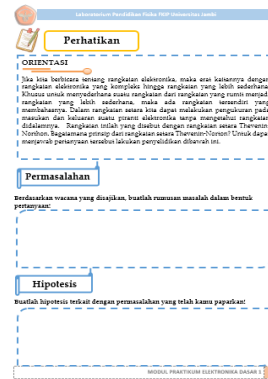 Laboratorium Pendidikan Fisika FKIP Universitas Jambi
Perhatikan
ORIENTASI
Jika kita berbicara tentang rangkaian elektronika, maka erat kaitannya dengan
rangkaian elektronika yang kompleks hingga rangkaian yang lebih sederhana.
Khusus untuk menyederhana suatu rangkaian dari rangkaian yang rumit menjadi
rangkaian yang lebih sederhana, maka ada rangkaian tersendiri yang
membahasnya. Dalam rangkaian setara kita dapat melakukan pengukuran pada
masukan dan keluaran suatu piranti elektronika tanpa mengetahui rangkaian
didalamnya. Rangkaian inilah yang disebut dengan rangkaian setara Thevenin-
Northon. Bagaimana prinsip dari rangkaian setara Thevenin-Norton? Untuk dapat
menjawab pertanyaan tersebut lakukan penyelidikan dibawah ini.
Permasalahan
Berdasarkan wacana yang disajikan, buatlah rumusan masalah dalam bentuk
pertanyaan!
Hipotesis
Buatlah hipotesis terkait dengan permasalahan yang telah kamu paparkan!
MODUL PRAKTIKUM ELEKTRONIKA DASAR 1